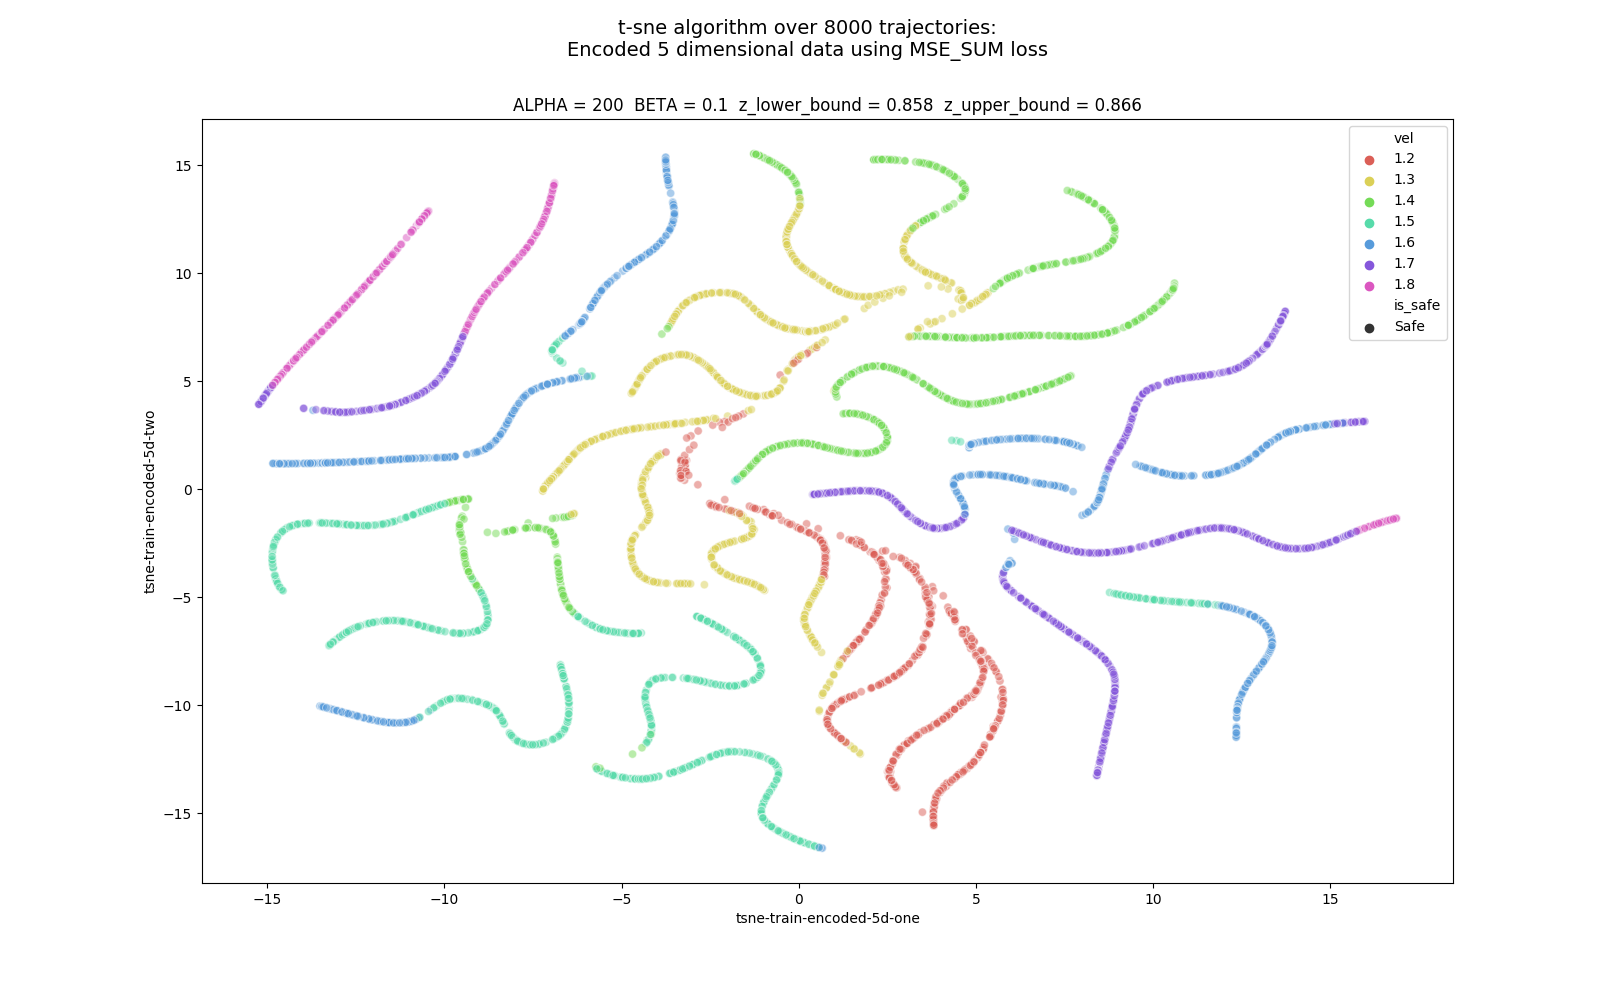 t-sne algorithm over 8000 trajectories:
Encoded 5 dimensional data using MSE_SUM loss
ALPHA = 200  BETA = 0.1  z_lower_bound = 0.858  z_upper_bound = 0.866
vel
1.2
1.3
1.4
1.5
1.6
1.7
1.8
is_safe
Safe
15
10
5
0
−5
−10
−15
tsne-train-encoded-5d-two
−15
−10
−5
0
5
10
15
tsne-train-encoded-5d-one